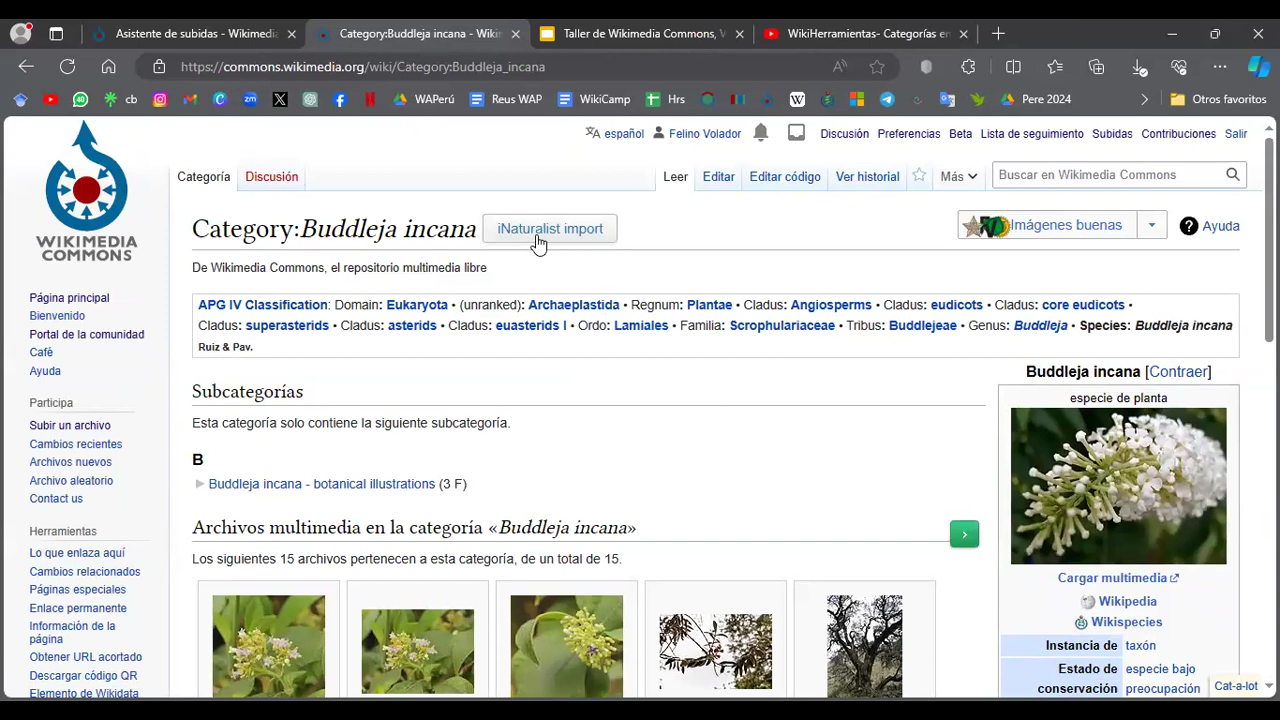 Asistente de subidas - Wikimedia
Category:Buddleja incana - Wikim
Taller de Wikimedia Commons, V
WikiHerramientas- Categorías en
https://commons.wikimedia.org/wiki/Category:Buddleja_incana
cb
WAPerú
Reus WAP
WikiCamp
Hrs
Pere 2024
Otros favoritos
español Felino Volador Discusión Preferencias Beta Lista de seguimiento Subidas Contribuciones Salir
WIKIMEDIA
COMMONS
Categoría Discusión Leer Editar Editar código Ver historial Más Buscar en Wikimedia Commons
Category:Buddleja incana iNaturalist import Imágenes buenas Ayuda
De Wikimedia Commons, el repositorio multimedia libre
Página principal
Bienvenido
Portal de la comunidad
Café
Ayuda
Participa
Subir un archivo
Cambios recientes
Archivos nuevos
Archivo aleatorio
Contact us
Herramientas
Lo que enlaza aquí
Cambios relacionados
Páginas especiales
Enlace permanente
Información de la
página
Obtener URL acortado
Descargar código QR
Elemento de Wikidata
APG IV Classification: Domain: Eukaryota • (unranked): Archaeplastida • Regnum: Plantae • Cladus: Angiosperms • Cladus: eudicots • Cladus: core eudicots •
Cladus: superasterids • Cladus: asterids • Cladus: euasterids I • Ordo: Lamiales • Familia: Scrophulariaceae • Tribus: Buddlejeae • Genus: Buddleja • Species: Buddleja incana
Ruiz & Pav.
Subcategorías
Esta categoría solo contiene la siguiente subcategoría.
B
Buddleja incana - botanical illustrations (3 F)
Archivos multimedia en la categoría «Buddleja incana»
Los siguientes 15 archivos pertenecen a esta categoría, de un total de 15.
Buddleja incana [Contraer]
especie de planta
Cargar multimedia
Wikipedia
Wikispecies
Instancia de taxón
Estado de especie bajo
conservación preocupación
Cat-a-lot